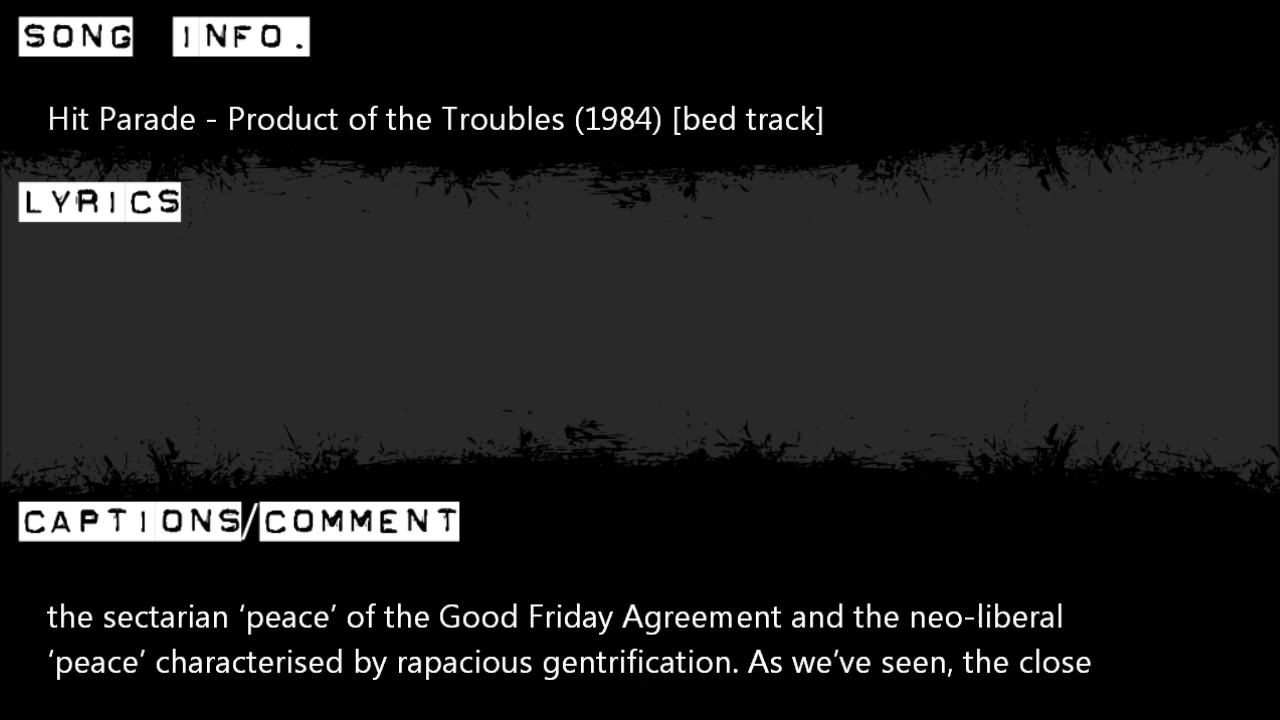 SONG INFO.
Hit Parade - Product of the Troubles (1984) [bed track]
LYRICS
CAPTIONS/COMMENT
the sectarian ‘peace’ of the Good Friday Agreement and the neo-liberal
‘peace’ characterised by rapacious gentrification. As we’ve seen, the close